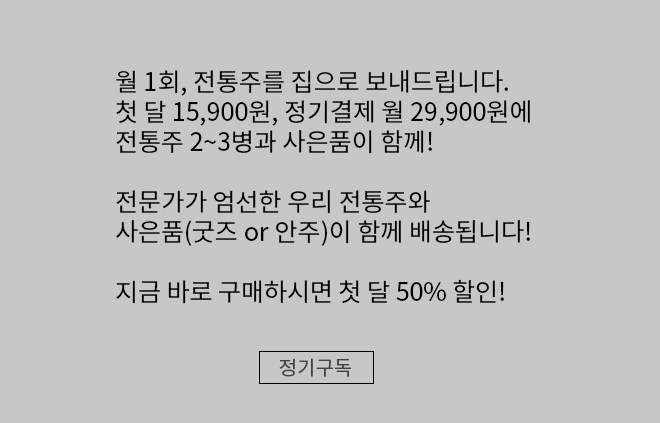 월 1회, 전통주를 집으로 보내드립니다.
첫 달 15,900원, 정기결제 월 29,900원에
전통주 2~3병과 사은품이 함께!
전문가가 엄선한 우리 전통주와
사은품(굿즈 or 안주)이 함께 배송됩니다!
지금 바로 구매하시면 첫 달 50% 할인!
정기구독